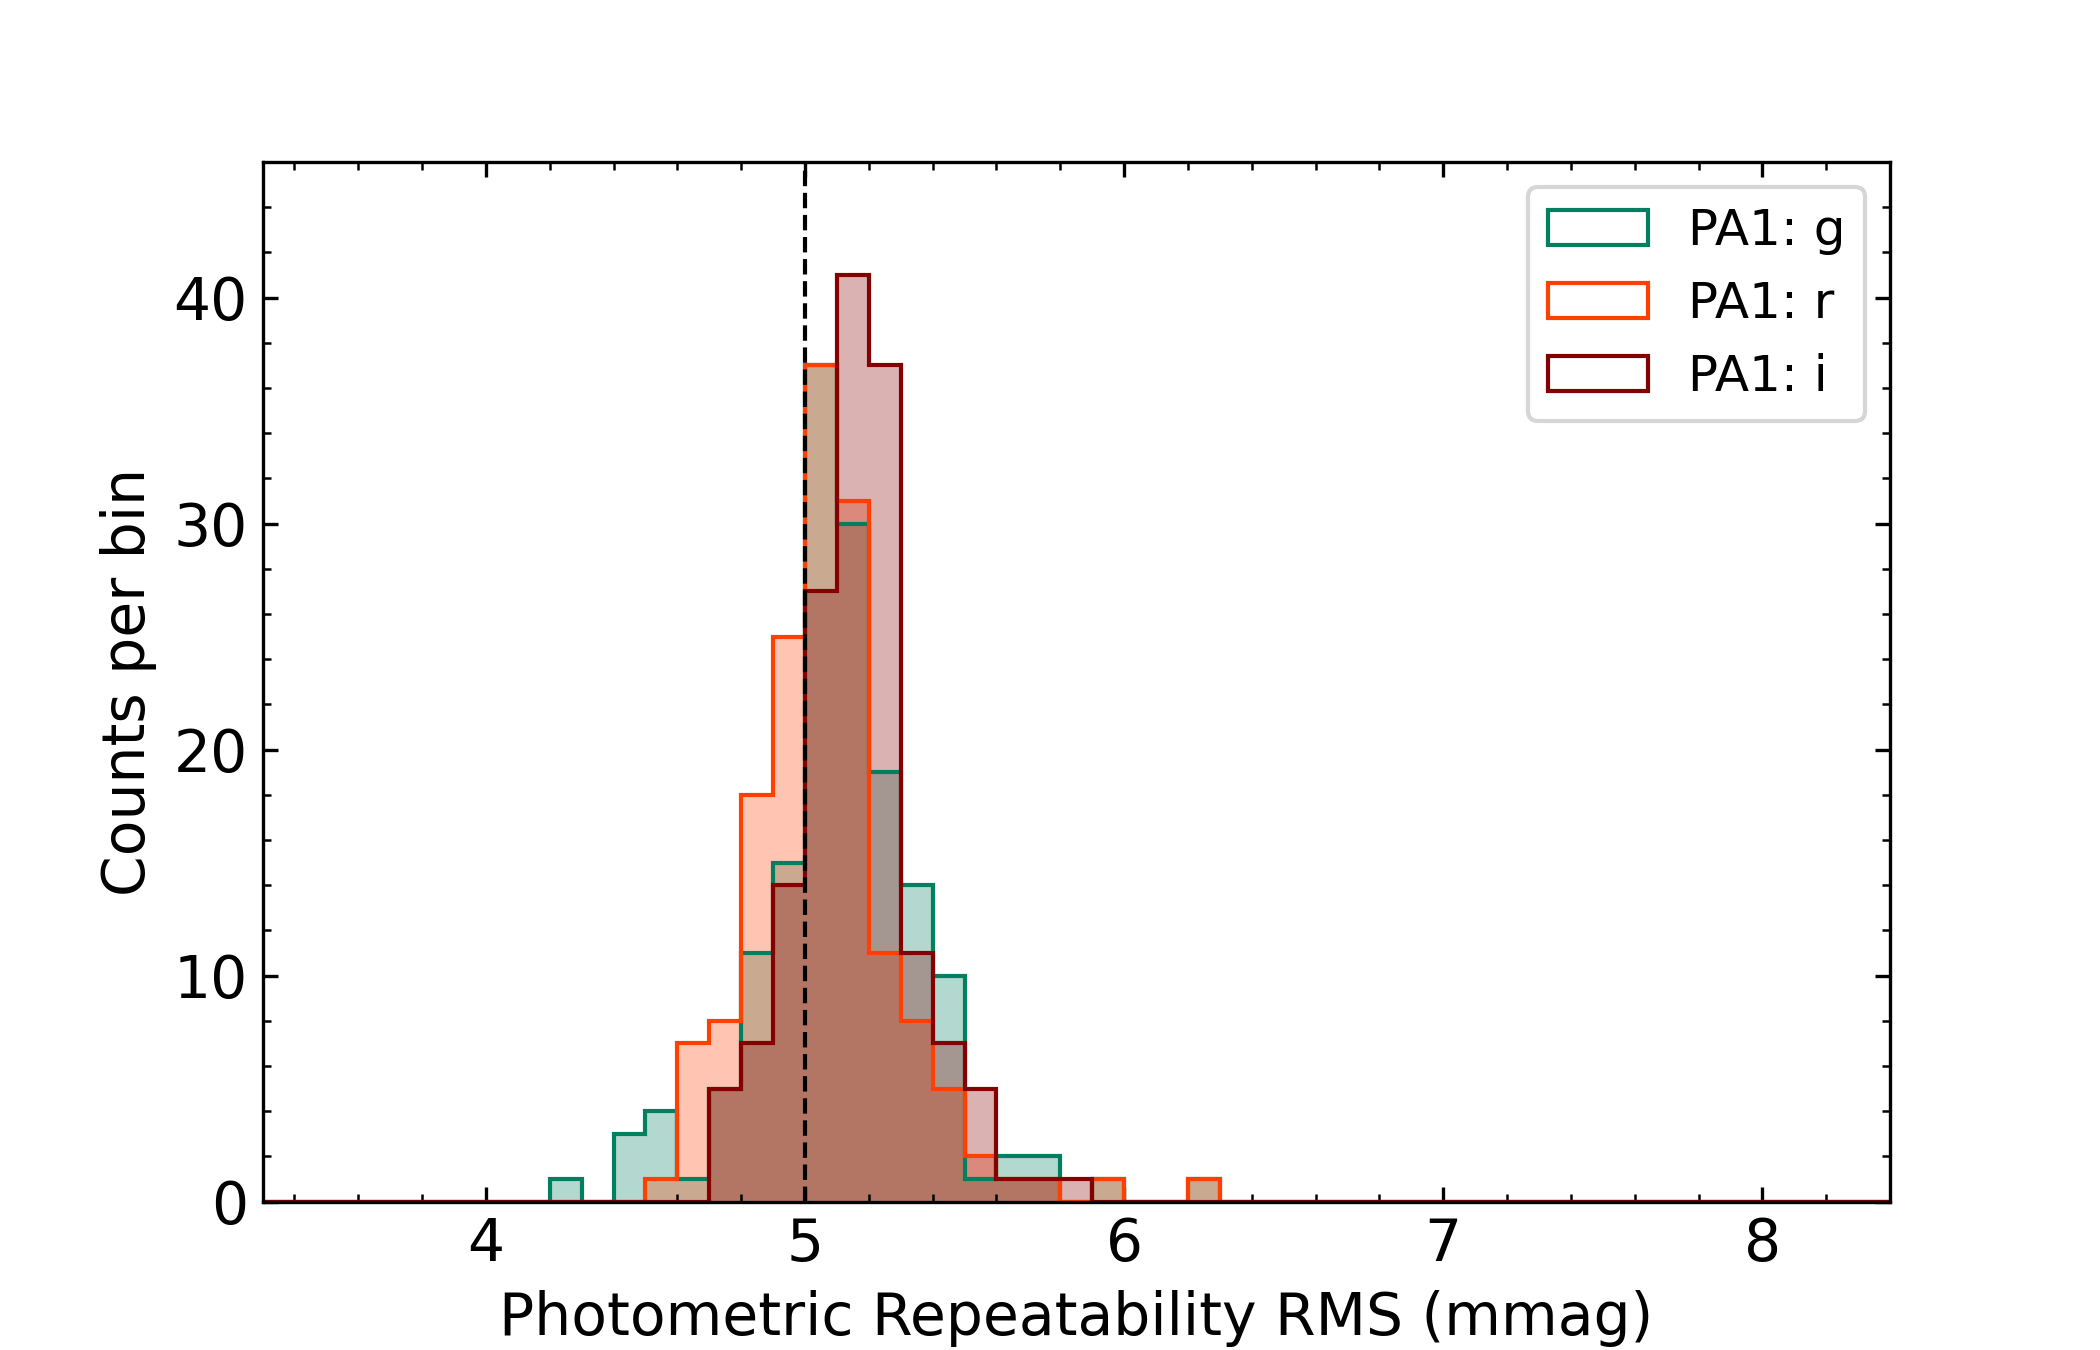 PA1: g
PA1: r
PA1: i
Counts per bin
40
30
20
10
0
4 5 6 7 8
Photometric Repeatability RMS (mmag)